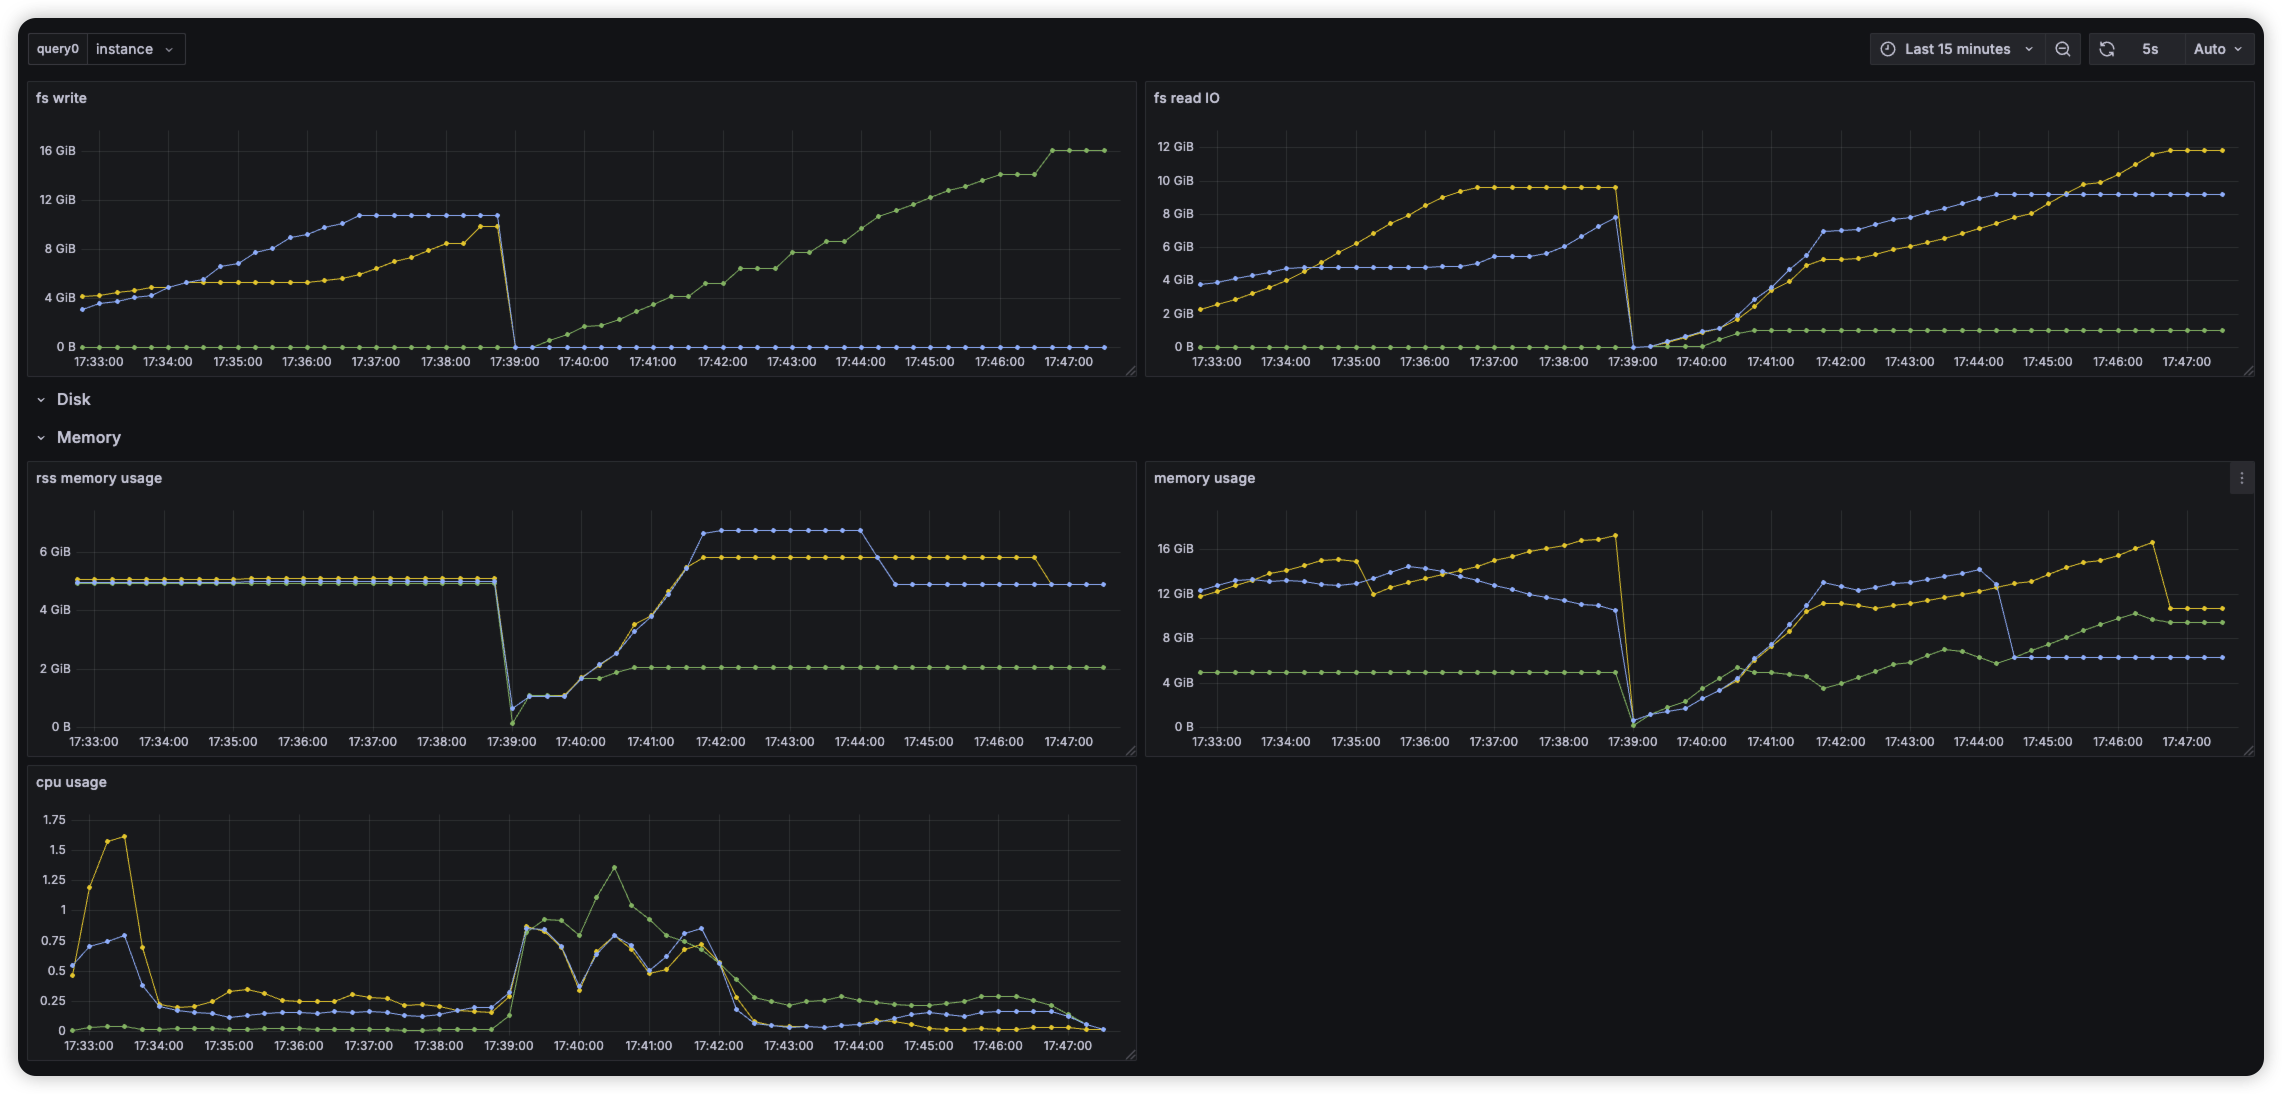 query0 instance Last 15 minutes 5s Auto
fs write
16 GiB
12 GiB
8 GiB
4 GiB
0 B
17:33:00 17:34:00 17:35:00 17:36:00 17:37:00 17:38:00 17:39:00 17:40:00 17:41:00 17:42:00 17:43:00 17:44:00 17:45:00 17:46:00 17:47:00
fs read IO
12 GiB
10 GiB
8 GiB
6 GiB
4 GiB
2 GiB
0 B
17:33:00 17:34:00 17:35:00 17:36:00 17:37:00 17:38:00 17:39:00 17:40:00 17:41:00 17:42:00 17:43:00 17:44:00 17:45:00 17:46:00 17:47:00
Disk
Memory
rss memory usage
6 GiB
4 GiB
2 GiB
0 B
17:33:00 17:34:00 17:35:00 17:36:00 17:37:00 17:38:00 17:39:00 17:40:00 17:41:00 17:42:00 17:43:00 17:44:00 17:45:00 17:46:00 17:47:00
memory usage
16 GiB
12 GiB
8 GiB
4 GiB
0 B
17:33:00 17:34:00 17:35:00 17:36:00 17:37:00 17:38:00 17:39:00 17:40:00 17:41:00 17:42:00 17:43:00 17:44:00 17:45:00 17:46:00 17:47:00
cpu usage
1.75
1.5
1.25
1
0.75
0.5
0.25
0
17:33:00 17:34:00 17:35:00 17:36:00 17:37:00 17:38:00 17:39:00 17:40:00 17:41:00 17:42:00 17:43:00 17:44:00 17:45:00 17:46:00 17:47:00